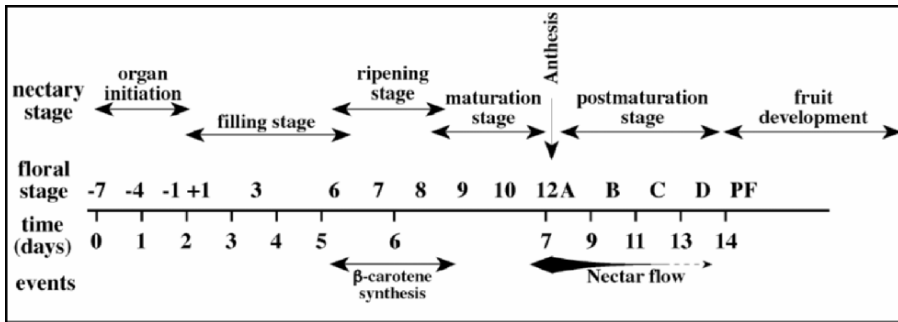 Anthesis
organ initiation
ripening stage
nectary stage
filling stage
maturation stage
postmaturation stage
fruit development
floral stage
-7 -4 -1 +1 3 6 7 8 9 10 12 A B C D PF
time (days)
0 1 2 3 4 5 6 7 9 11 13 14
events
β-carotene synthesis
Nectar flow